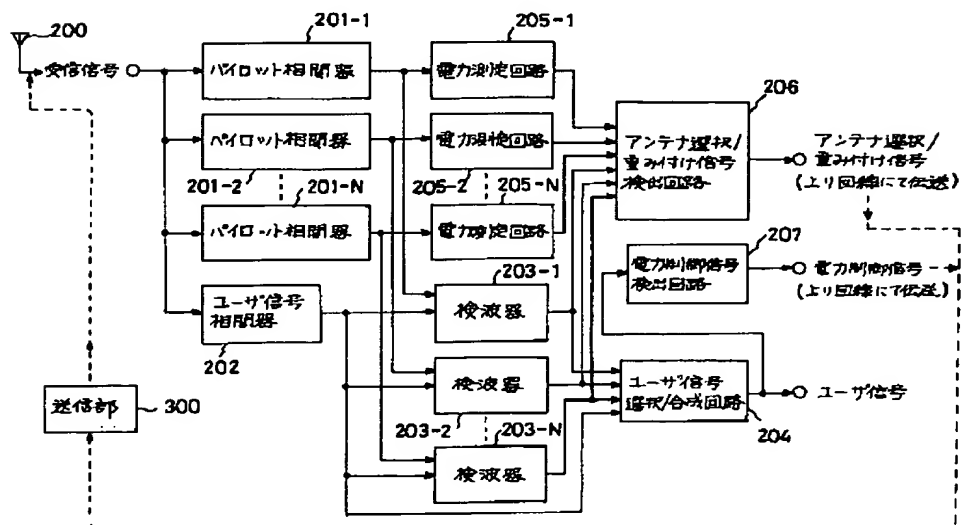 200
受信信号
201-1
パイロット相関器
205-1
電力測定回路
パイロット相関器
201-2
201-N
電力測定回路
205-2
205-N
パイロット相関器
電力測定回路
206
アンテナ選択/
重み付け信号
検出回路
アンテナ選択/
重み付け信号
(上り回線にて伝送)
207
電力制御信号
検出回路
電力制御信号
(上り回線にて伝送)
203-1
ユーザ信号
相関器
202
検波器
検波器
203-2
203-N
検波器
ユーザ信号
選択/合成回路
204
ユーザ信号
送信部
300